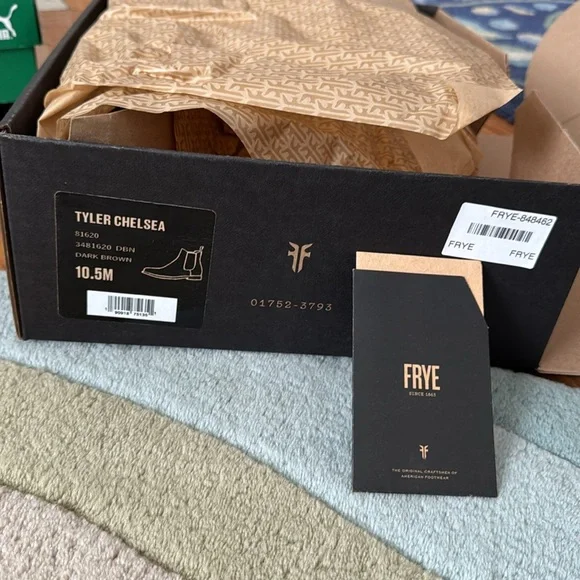 TYLER CHELSEA
81620
3481620 DBN
DARK BROWN
10.5M
01752-3793
FRYE-848462
FRYE FRYE
FRYE
SINCE 1863
THE ORIGINAL CRAFTSMEN OF
AMERICAN FOOTWEAR